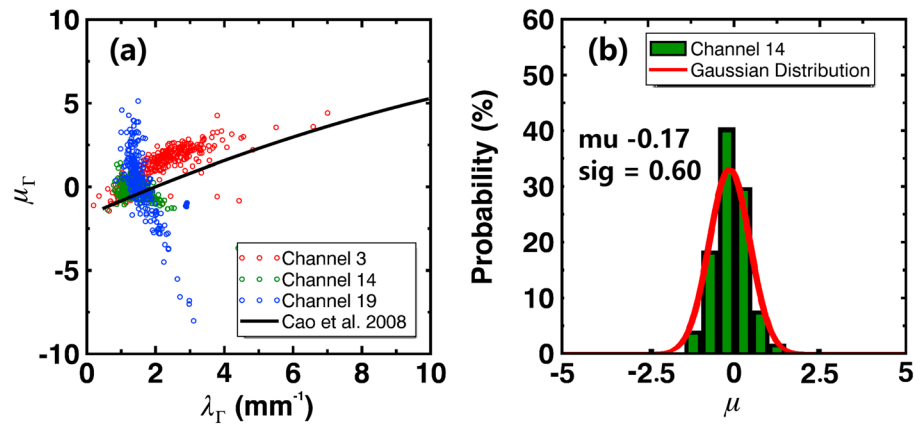 (a)
10
5
0
-5
-10
μΓ
Channel 3
Channel 14
Channel 19
Cao et al. 2008
0 2 4 6 8 10
λΓ (mm-1)
(b)
Channel 14
Gaussian Distribution
mu -0.17
sig = 0.60
Probability (%)
60
50
40
30
20
10
0
-5 -2.5 0 2.5 5
μ